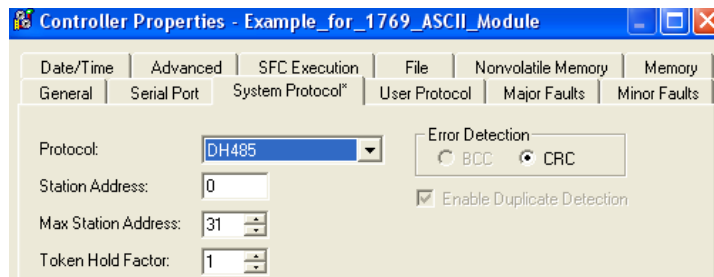 Controller Properties - Example_for_1769_ASCII_Module
Date/Time Advanced SFC Execution File Nonvolatile Memory Memory
General Serial Port System Protocol* User Protocol Major Faults Minor Faults
Protocol: DH485
Error Detection
BCC CRC
Station Address: 0
Enable Duplicate Detection
Max Station Address: 31
Token Hold Factor: 1